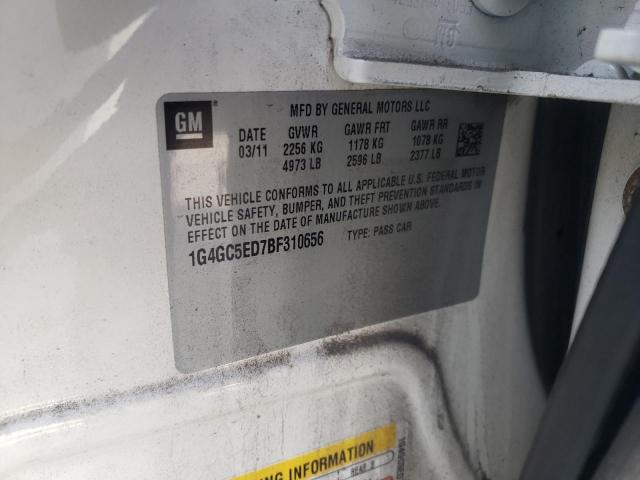 GM
MFD BY GENERAL MOTORS LLC
DATE GVWR GAWR FRT GAWR RR
03/11 2256 KG 1178 KG 1078 KG
4973 LB 2596 LB 2377 LB
THIS VEHICLE CONFORMS TO ALL APPLICABLE U.S. FEDERAL MOTOR
VEHICLE SAFETY, BUMPER, AND THEFT PREVENTION STANDARDS IN
EFFECT ON THE DATE OF MANUFACTURE SHOWN ABOVE.
1G4GC5ED7BF310656 TYPE: PASS CAR
ING INFORMATION
REAR